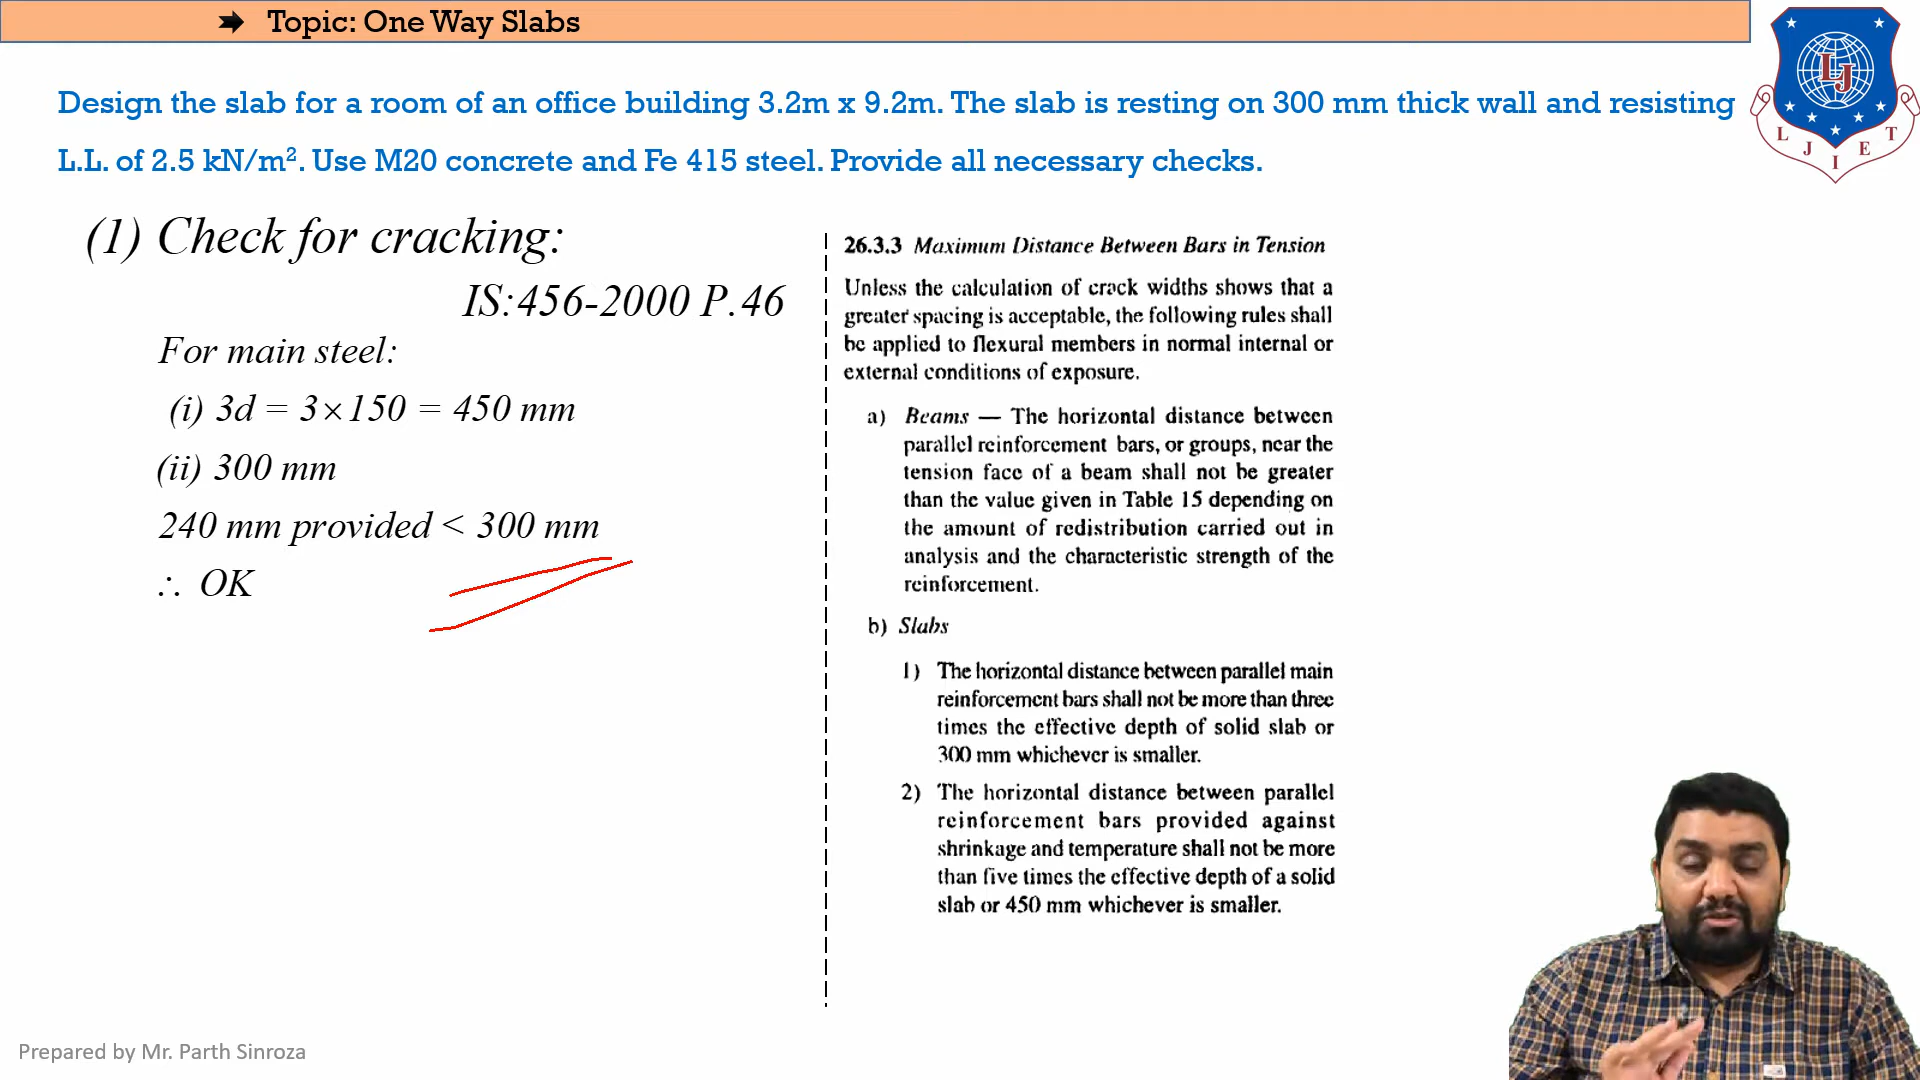 Topic: One Way Slabs
Design the slab for a room of an office building 3.2m x 9.2m. The slab is resting on 300 mm thick wall and resisting
L.L. of 2.5 kN/m². Use M20 concrete and Fe 415 steel. Provide all necessary checks.
LJ
L J I E T
(1) Check for cracking:
IS:456-2000 P.46
For main steel:
(i) 3d = 3×150 = 450 mm
(ii) 300 mm
240 mm provided < 300 mm
∴ OK
26.3.3 Maximum Distance Between Bars in Tension
Unless the calculation of crack widths shows that a
greater spacing is acceptable, the following rules shall
be applied to flexural members in normal internal or
external conditions of exposure.
a) Beams — The horizontal distance between
parallel reinforcement bars, or groups, near the
tension face of a beam shall not be greater
than the value given in Table 15 depending on
the amount of redistribution carried out in
analysis and the characteristic strength of the
reinforcement.
b) Slabs
1) The horizontal distance between parallel main
reinforcement bars shall not be more than three
times the effective depth of solid slab or
300 mm whichever is smaller.
2) The horizontal distance between parallel
reinforcement bars provided against
shrinkage and temperature shall not be more
than five times the effective depth of a solid
slab or 450 mm whichever is smaller.
Prepared by Mr. Parth Sinroza